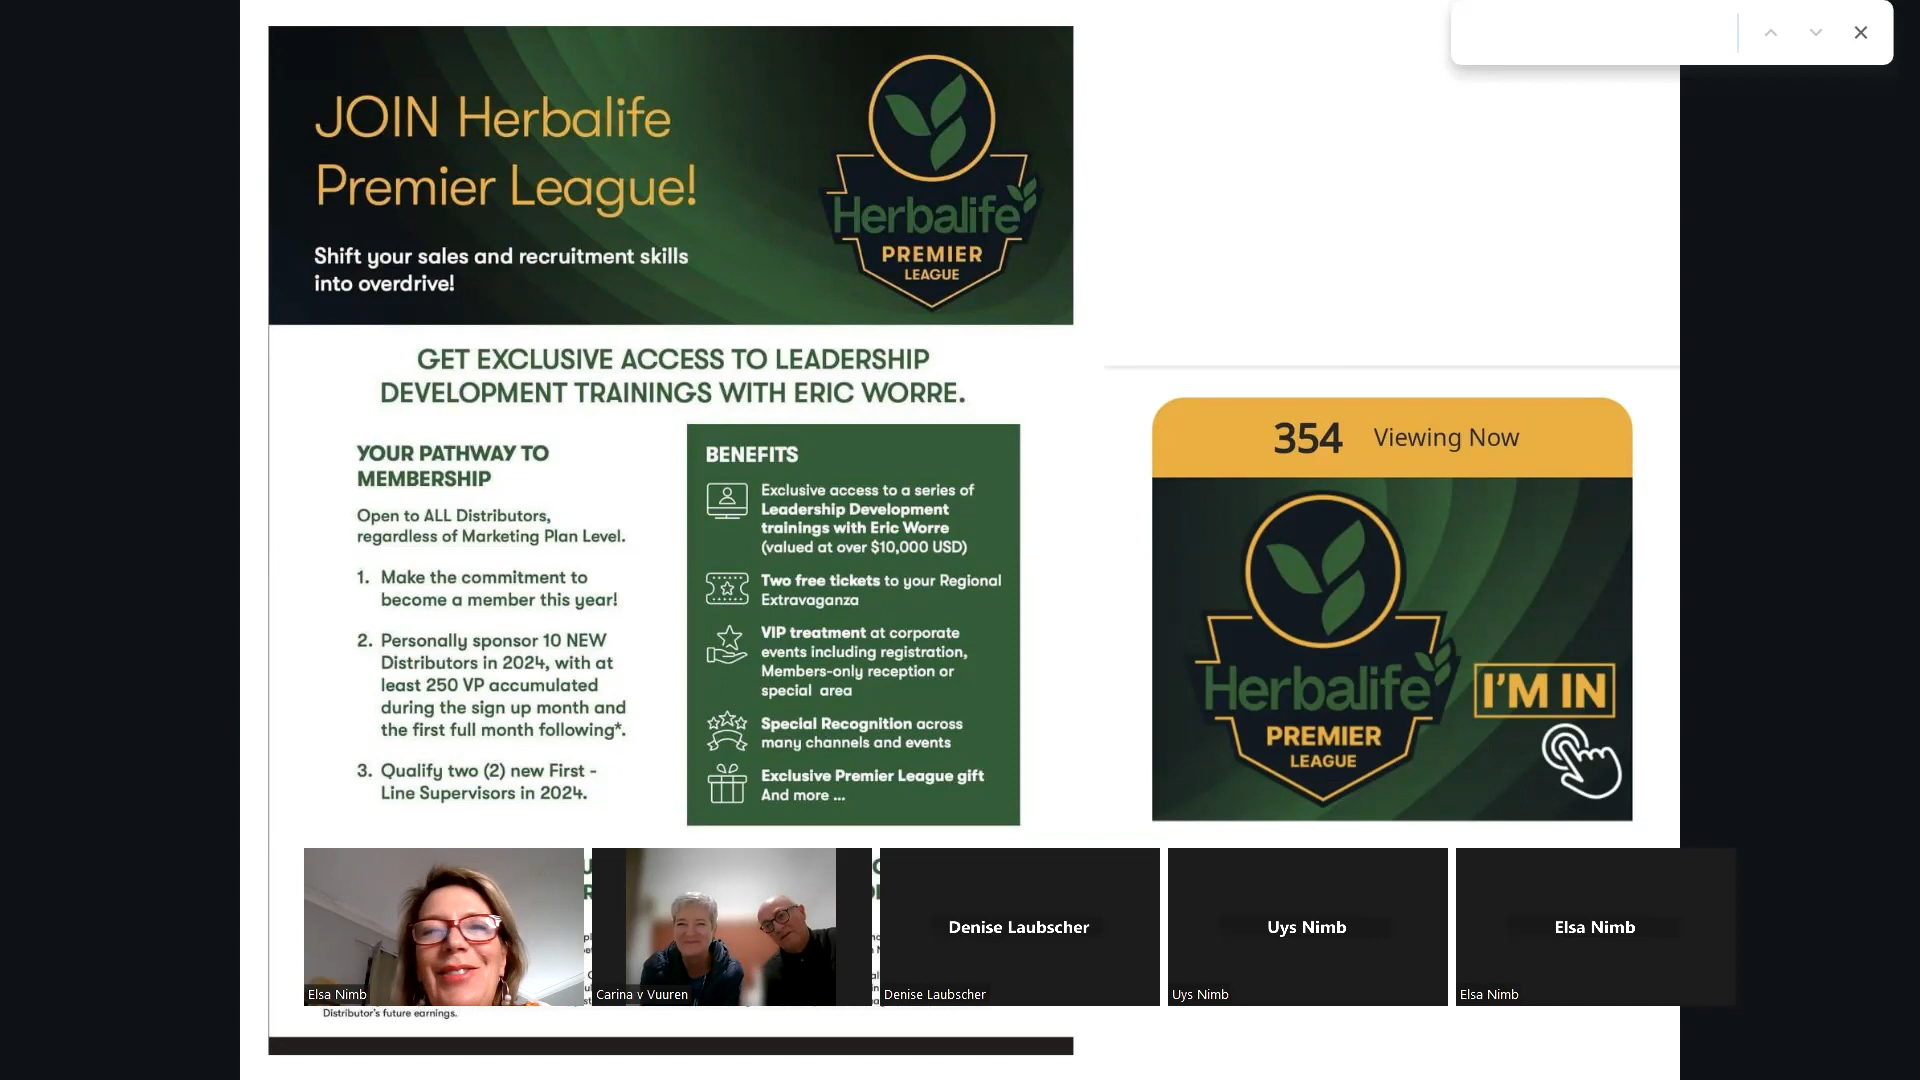 JOIN Herbalife
Premier League!
Shift your sales and recruitment skills
into overdrive!
Herbalife
PREMIER
LEAGUE
GET EXCLUSIVE ACCESS TO LEADERSHIP
DEVELOPMENT TRAININGS WITH ERIC WORRE.
YOUR PATHWAY TO
MEMBERSHIP
Open to ALL Distributors,
regardless of Marketing Plan Level.
1. Make the commitment to
become a member this year!
2. Personally sponsor 10 NEW
Distributors in 2024, with at
least 250 VP accumulated
during the sign up month and
the first full month following*.
3. Qualify two (2) new First -
Line Supervisors in 2024.
BENEFITS
Exclusive access to a series of
Leadership Development
trainings with Eric Worre
(valued at over $10,000 USD)
Two free tickets to your Regional
Extravaganza
VIP treatment at corporate
events including registration,
Members-only reception or
special area
Special Recognition across
many channels and events
Exclusive Premier League gift
And more ...
354 Viewing Now
Herbalife
PREMIER
LEAGUE
I'M IN
Elsa Nimb
Carina v Vuuren
Denise Laubscher
Denise Laubscher
Uys Nimb
Uys Nimb
Elsa Nimb
Elsa Nimb
Distributor's future earnings.